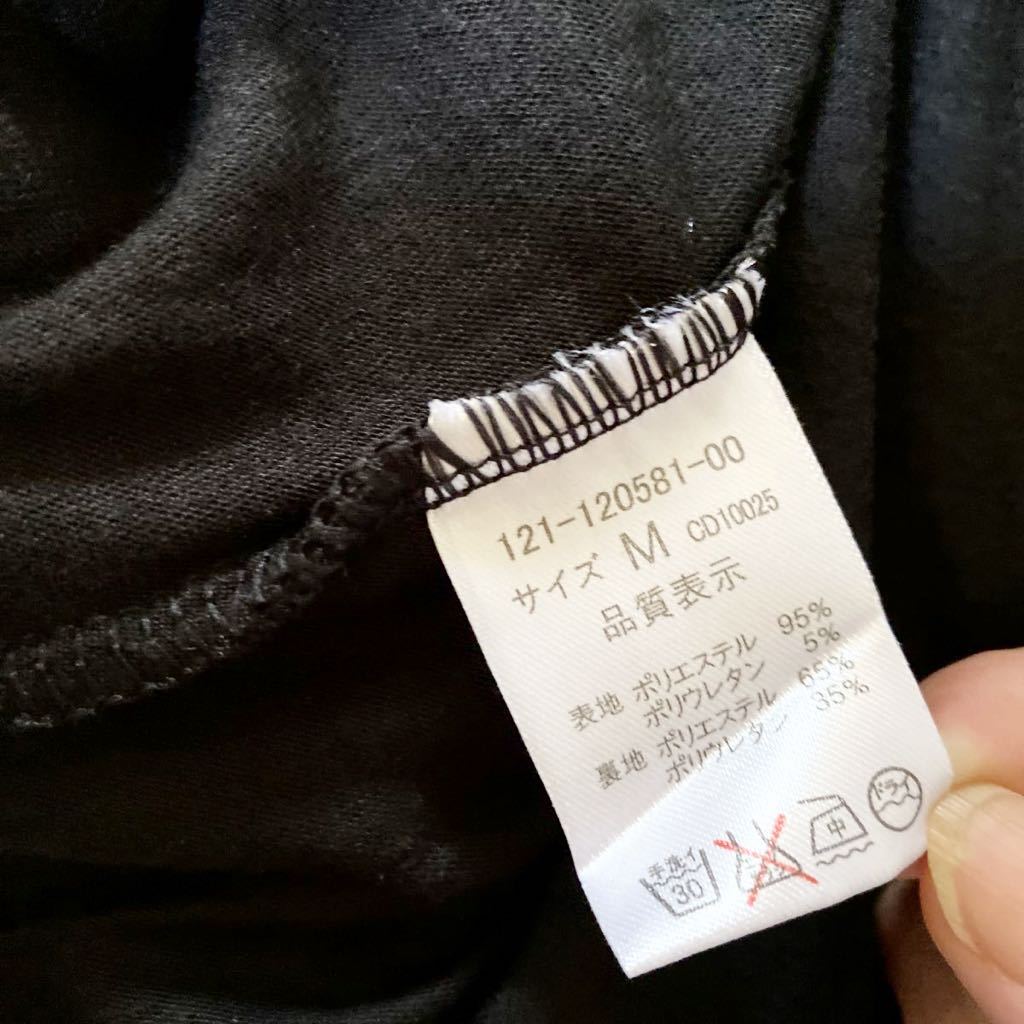 121-120581-00
サイズ M CD10025
品質表示
表地 ポリエステル 95%
ポリウレタン 5%
裏地 ポリエステル 65%
ポリウレタン 35%
手洗イ 30
中
ドライ